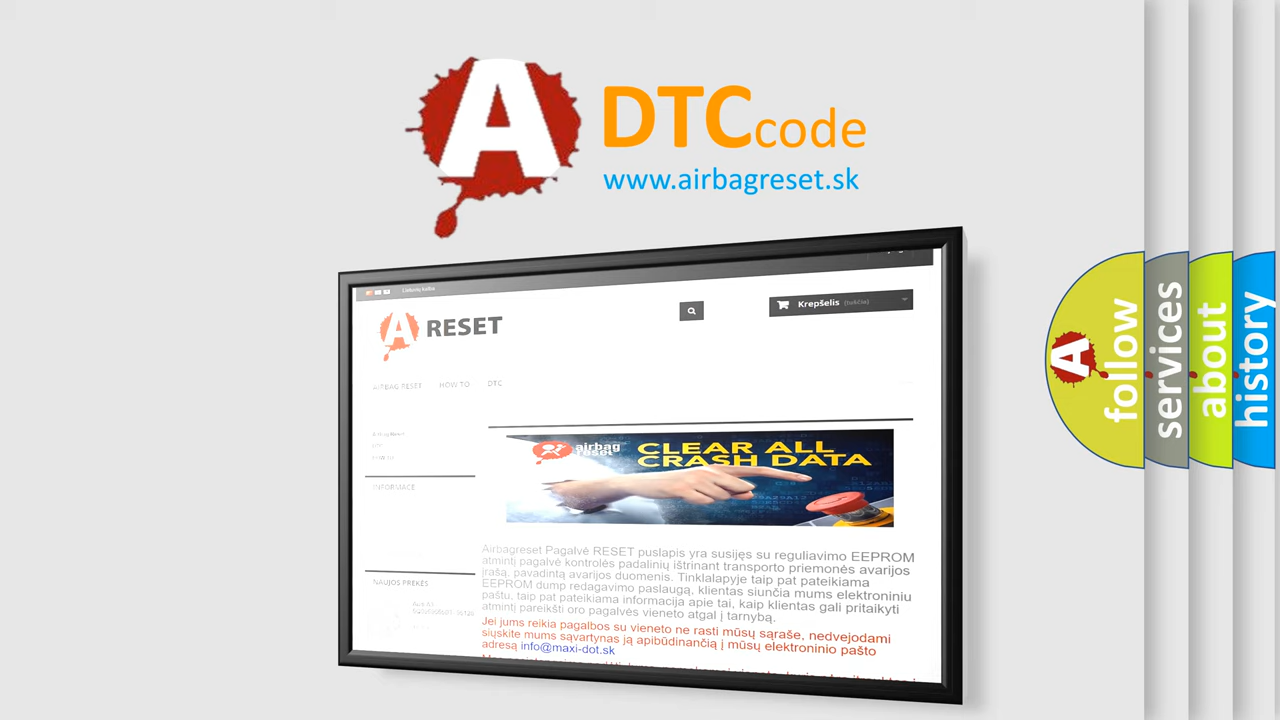 A
DTCcode
www.airbagreset.sk
Lietuvių kalba
A RESET
Krepšelis (tuščia)
AIRBAG RESET HOW TO DTC
INFORMACE
NAUJOS PREKĖS
airbag
reset
CLEAR ALL
CRASH DATA
Airbagreset Pagalvė RESET puslapis yra susijęs su reguliavimo EEPROM
atmintį pagalvė kontrolės padalinių ištrinant transporto priemonės avarijos
įrašą, pavadintą avarijos duomenis. Tinklalapyje taip pat pateikiama
EEPROM dump redagavimo paslaugą, klientas siunčia mums elektroniniu
paštu, taip pat pateikiama informacija apie tai, kaip klientas gali pritaikyti
atmintį pareikšti oro pagalvės vieneto atgal į tarnybą.
Jei jums reikia pagalbos su vieneto ne rasti mūsų sąraše, nedvejodami
siųskite mums sąvartynas ją apibūdinančią į mūsų elektroninio pašto
adresą info@maxi-dot.sk
A
follow
services
about
history